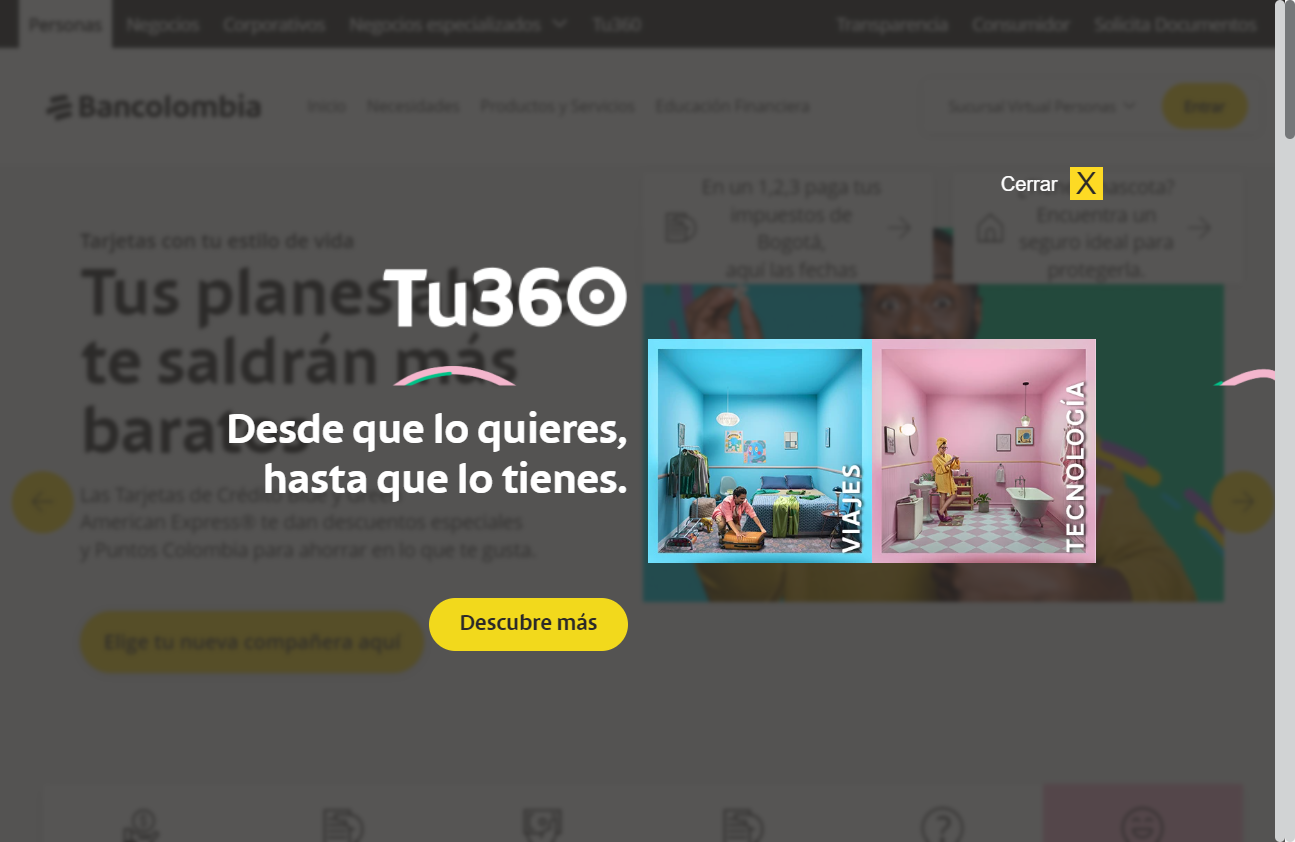 Personas Negocios Corporativos Negocios especializados Tu360 Transparencia Consumidor Solicita Documentos
Bancolombia Inicio Necesidades Productos y Servicios Educación Financiera Sucursal Virtual Personas Entrar
Cerrar X
En un 1,2,3 paga tus
impuestos de
Bogotá,
aquí las fechas
mascota?
Encuentra un
seguro ideal para
protegerla.
Tarjetas con tu estilo de vida
Tus planes
te saldrán más
baratos
Tu360
Desde que lo quieres,
hasta que lo tienes.
VIAJES
TECNOLOGÍA
Las Tarjetas de
American Express® te dan descuentos especiales
y Puntos Colombia para ahorrar en lo que te gusta.
Descubre más
Elige tu nueva compañera aquí